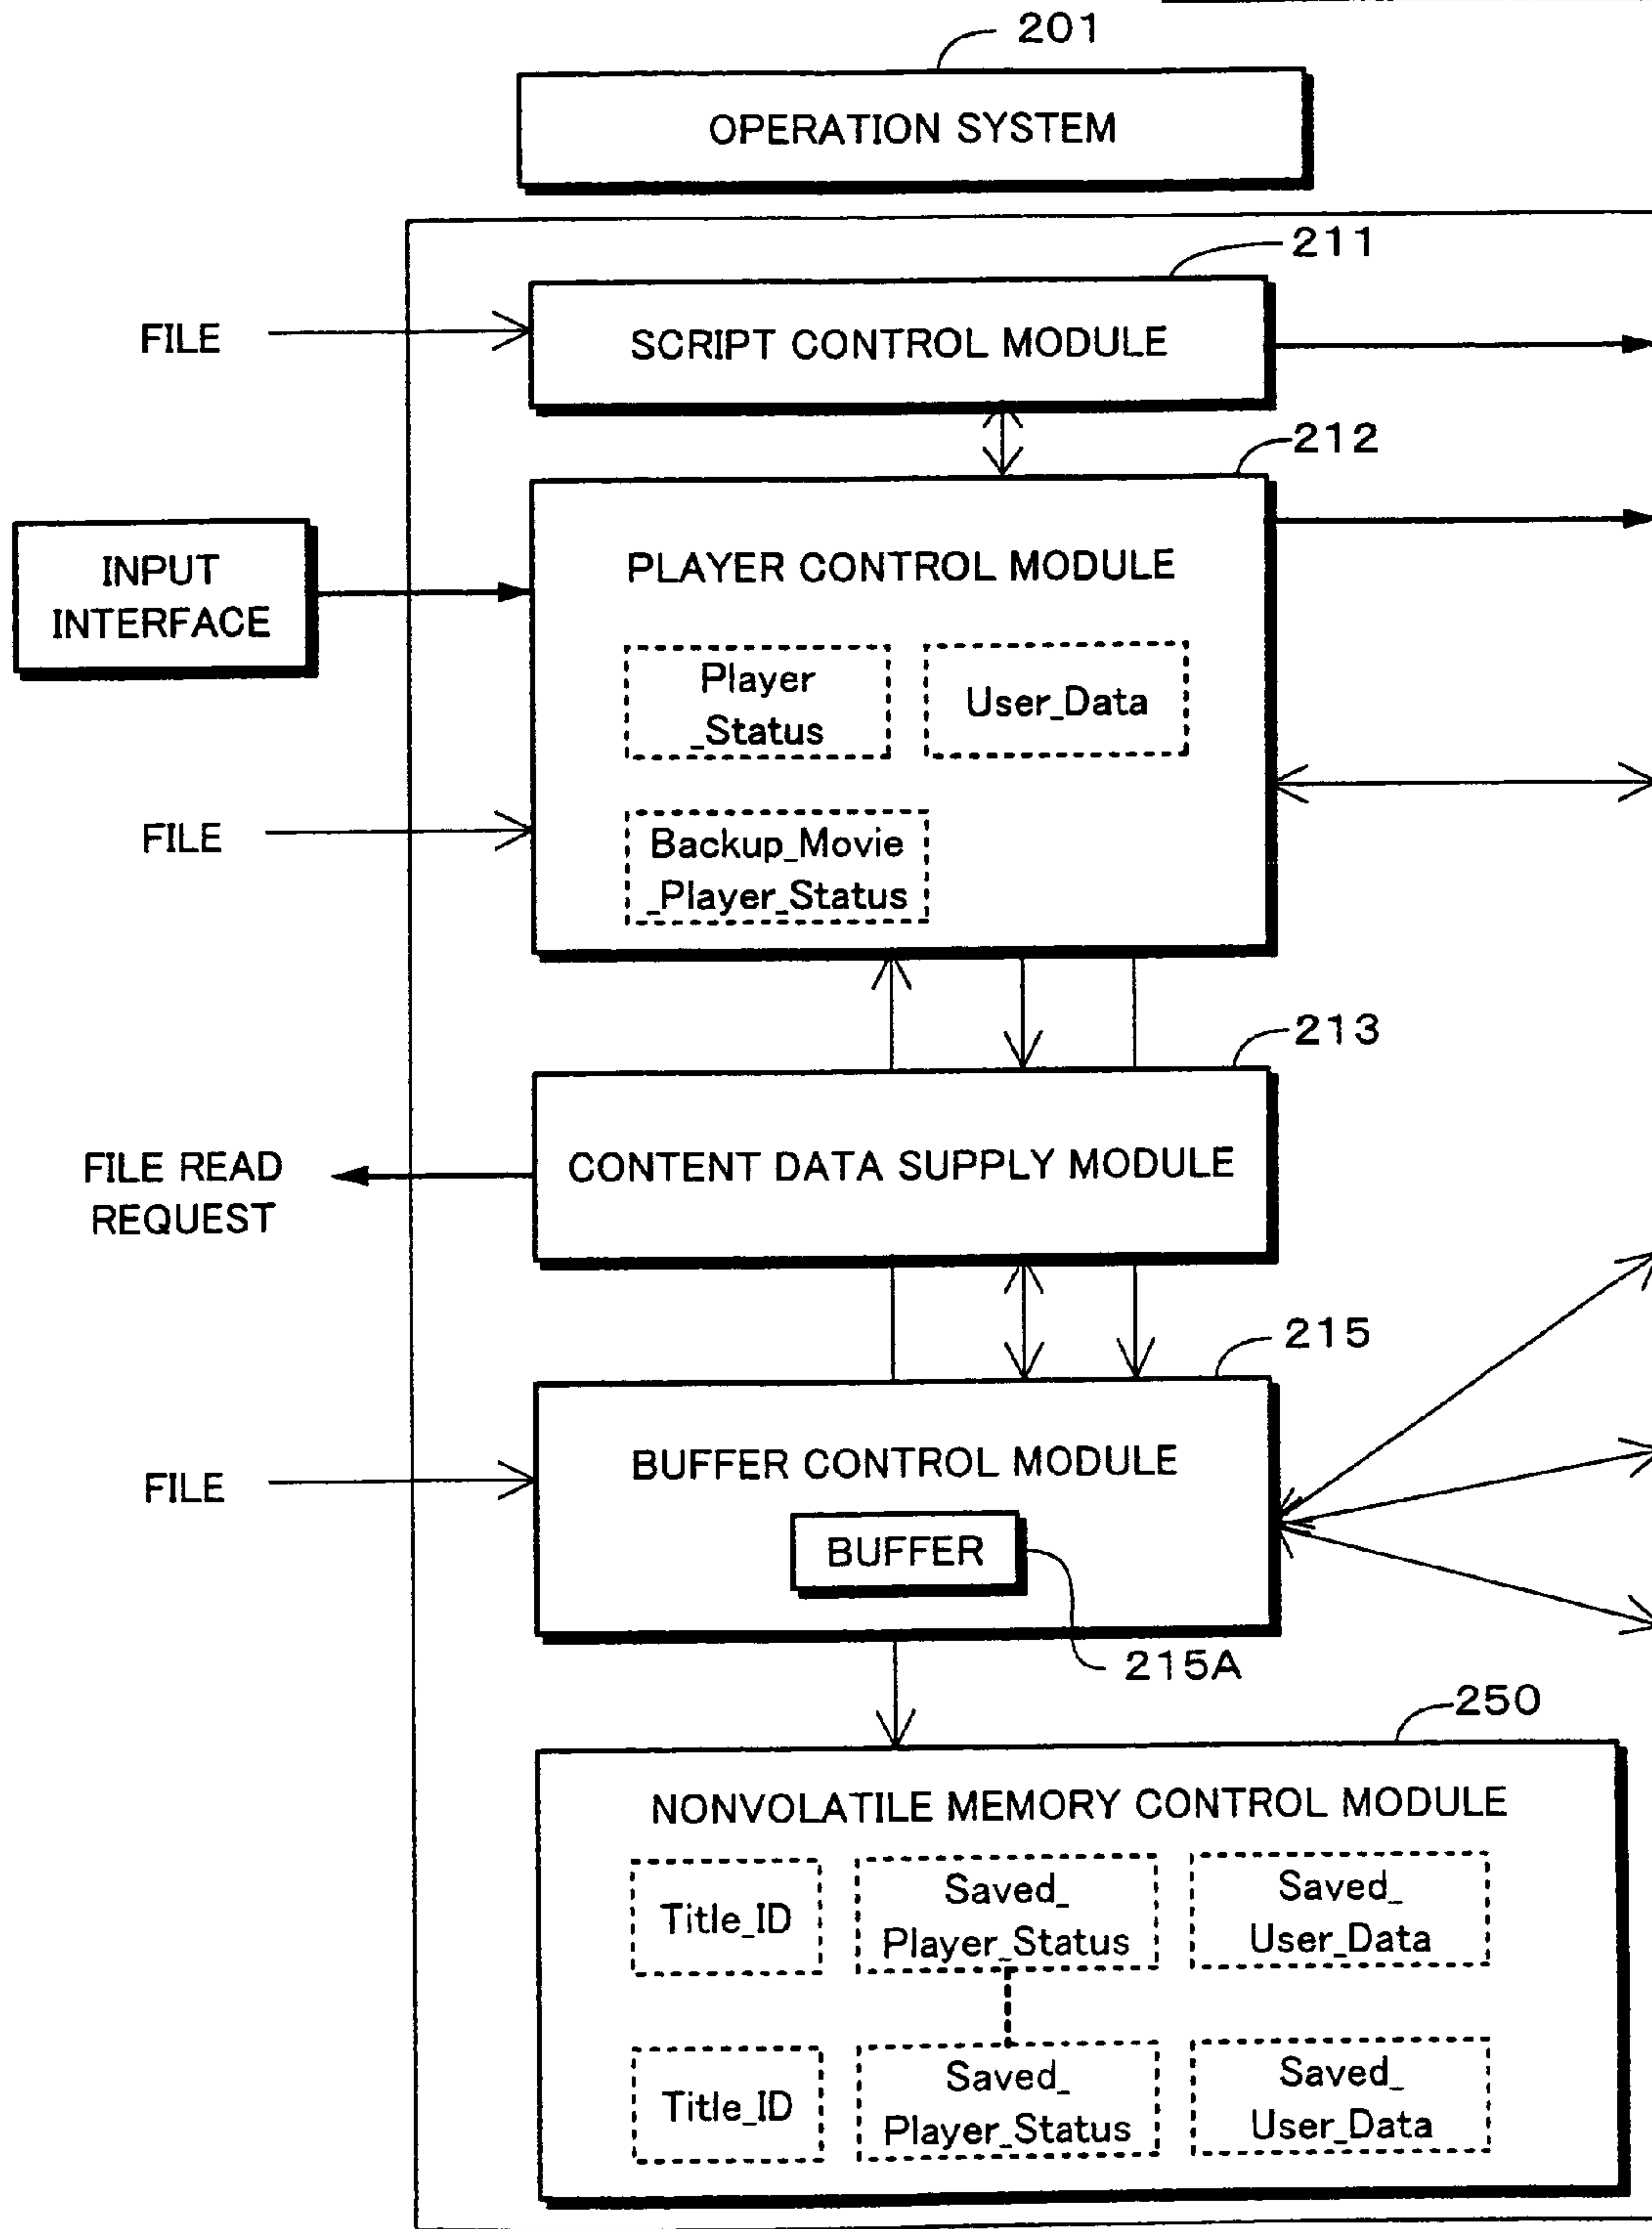 201
OPERATION SYSTEM
211
FILE
SCRIPT CONTROL MODULE
212
INPUT
INTERFACE
PLAYER CONTROL MODULE
Player
_Status
User_Data
FILE
Backup_Movie
_Player_Status
213
FILE READ
REQUEST
CONTENT DATA SUPPLY MODULE
215
BUFFER CONTROL MODULE
FILE
BUFFER
215A
250
NONVOLATILE MEMORY CONTROL MODULE
Title_ID
Saved_
Player_Status
Saved_
User_Data
Title_ID
Saved_
Player_Status
Saved_
User_Data